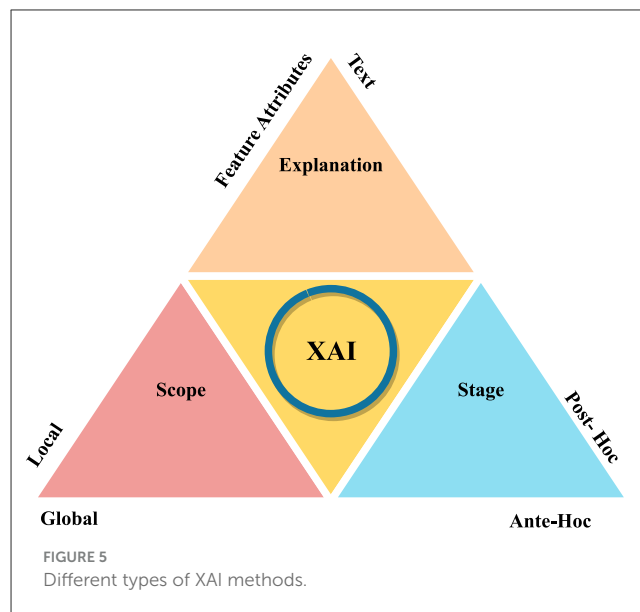 Feature Attributes
Text
Explanation
XAI
Scope
Stage
Local
Post- Hoc
Global
Ante-Hoc
FIGURE 5
Different types of XAI methods.